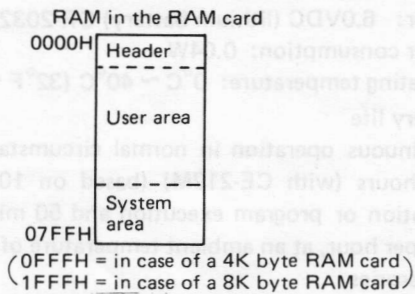 RAM in the RAM card
0000H
Header
User area
System
area
07FFH
(0FFFH = in case of a 4K byte RAM card)
(1FFFH = in case of a 8K byte RAM card)